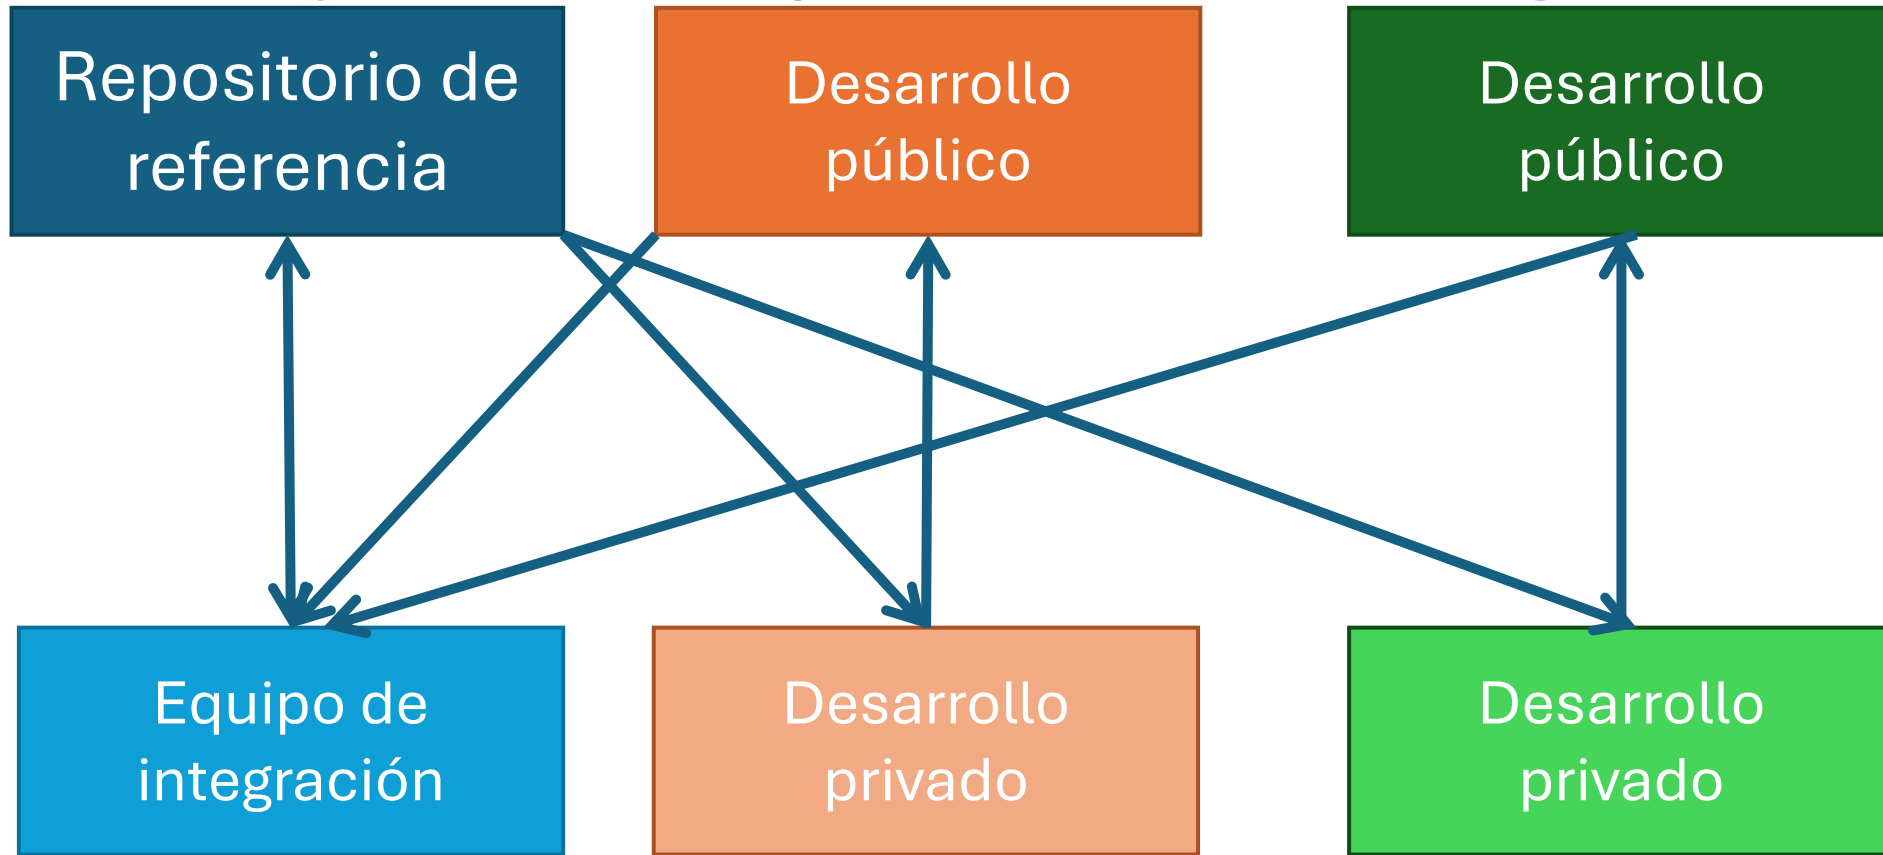 Repositorio de
referencia
Desarrollo
público
Desarrollo
público
Equipo de
integración
Desarrollo
privado
Desarrollo
privado